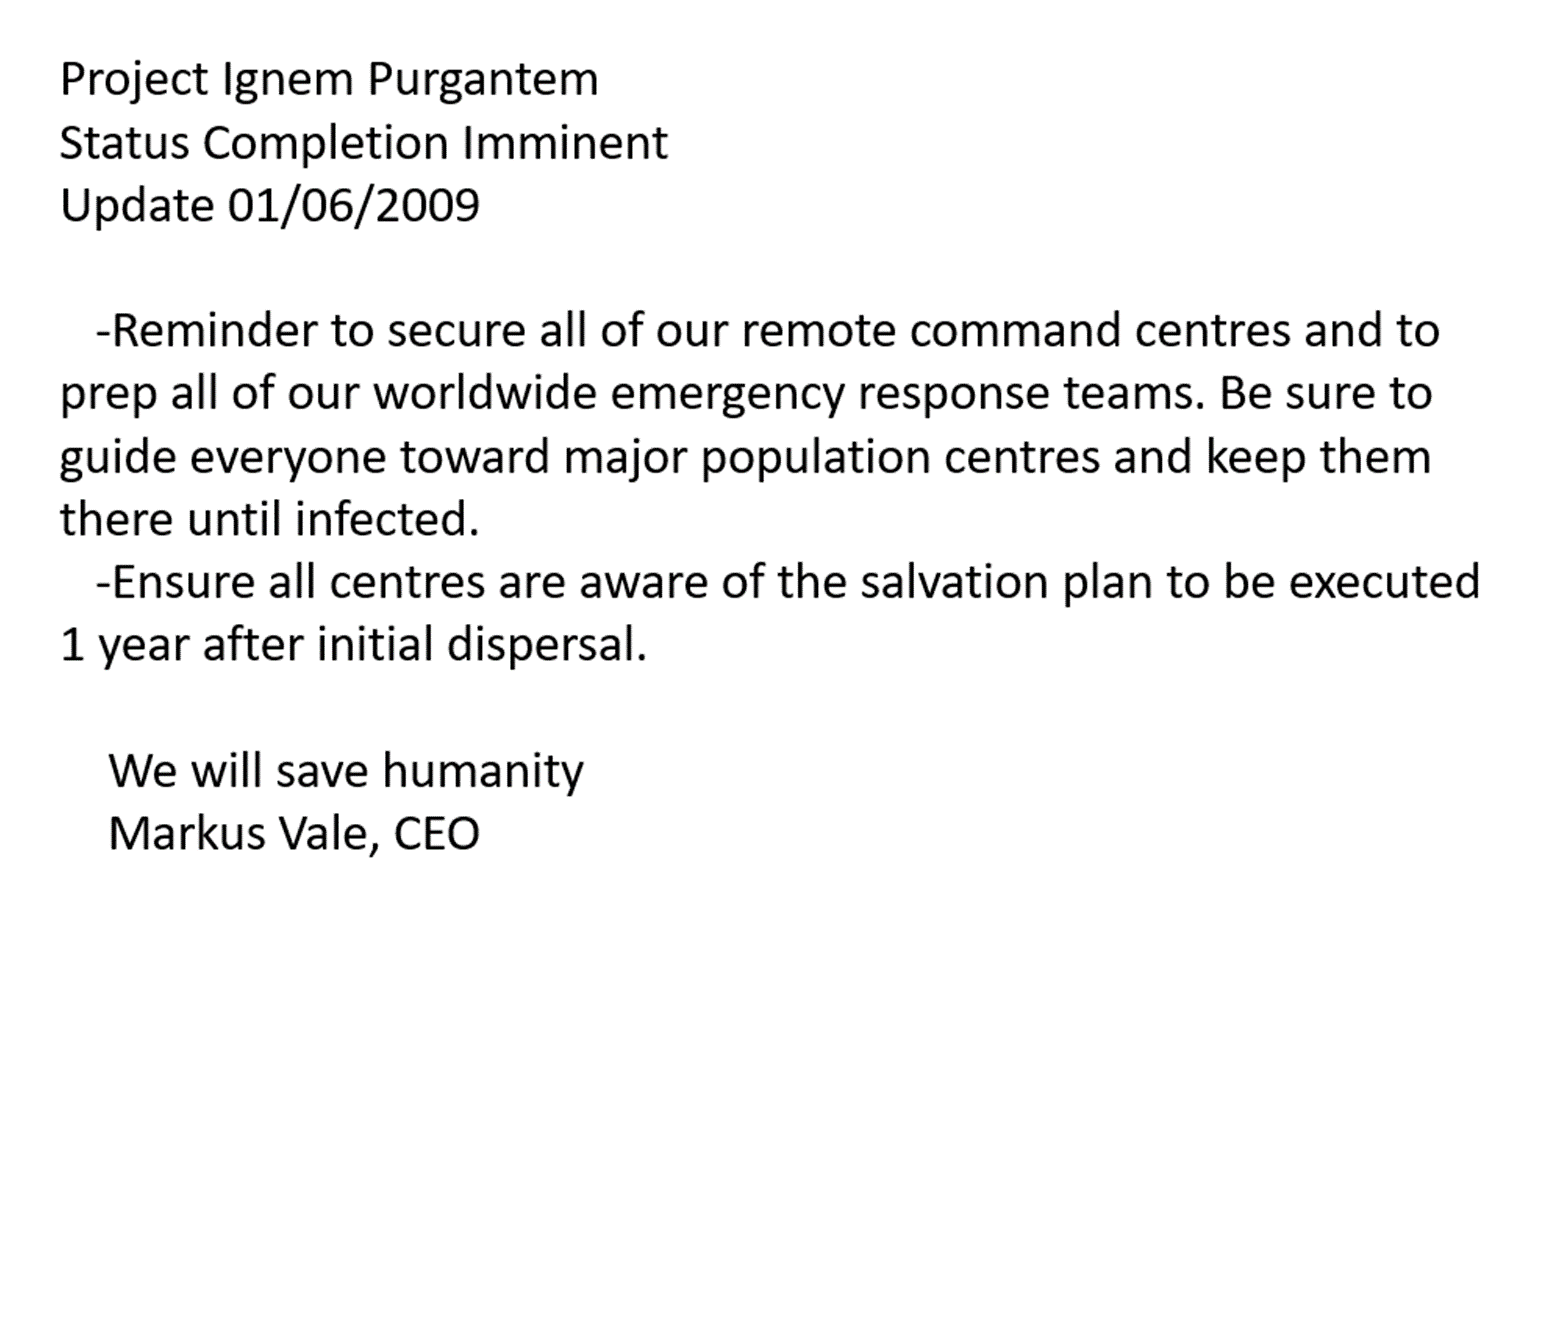 Project Ignem Purgantem
Status Completion Imminent
Update 01/06/2009
-Reminder to secure all of our remote command centres and to
prep all of our worldwide emergency response teams. Be sure to
guide everyone toward major population centres and keep them
there until infected.
-Ensure all centres are aware of the salvation plan to be executed
1 year after initial dispersal.
We will save humanity
Markus Vale, CEO